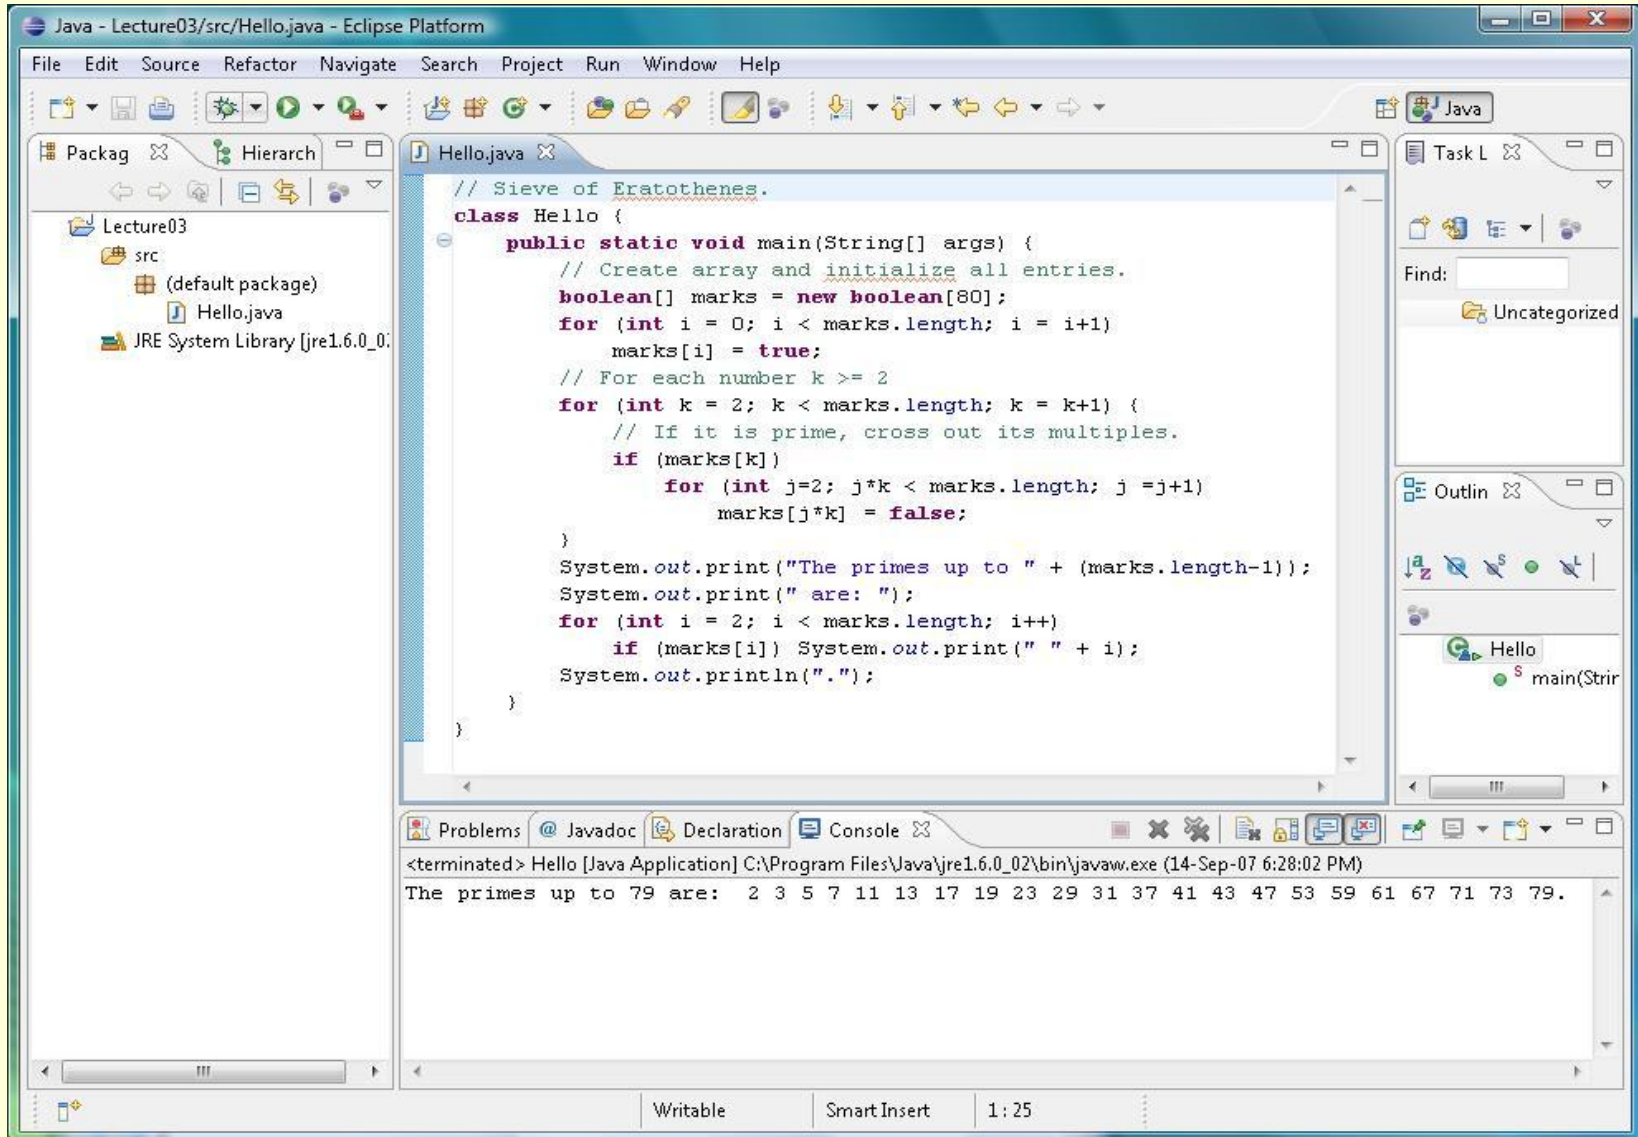 Java - Lecture03/src/Hello.java - Eclipse Platform
File Edit Source Refactor Navigate Search Project Run Window Help
Java
Packag
Hierarch
Lecture03
src
(default package)
Hello.java
JRE System Library [jre1.6.0_0
Hello.java
// Sieve of Eratothenes.
class Hello {
public static void main(String[] args) {
// Create array and initialize all entries.
boolean[] marks = new boolean[80];
for (int i = 0; i < marks.length; i = i+1)
marks[i] = true;
// For each number k >= 2
for (int k = 2; k < marks.length; k = k+1) {
// If it is prime, cross out its multiples.
if (marks[k])
for (int j=2; j*k < marks.length; j =j+1)
marks[j*k] = false;
}
System.out.print("The primes up to " + (marks.length-1));
System.out.print(" are: ");
for (int i = 2; i < marks.length; i++)
if (marks[i]) System.out.print(" " + i);
System.out.println(".");
}
}
Task L
Find:
Uncategorized
Outlin
Hello
main(Strin
Problems @ Javadoc Declaration Console
<terminated> Hello [Java Application] C:\Program Files\Java\jre1.6.0_02\bin\javaw.exe (14-Sep-07 6:28:02 PM)
The primes up to 79 are:  2 3 5 7 11 13 17 19 23 29 31 37 41 43 47 53 59 61 67 71 73 79.
Writable Smart Insert 1 : 25